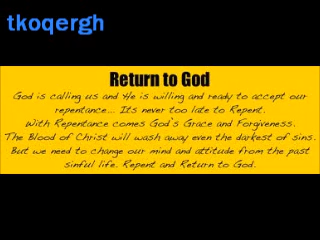 tkoqergh
Return to God
God is calling us and He is willing and ready to accept our
repentance... Its never too late to Repent.
With Repentance comes God's Grace and Forgiveness.
The Blood of Christ will wash away even the darkest of sins.
But we need to change our mind and attitude from the past
sinful life. Repent and Return to God.